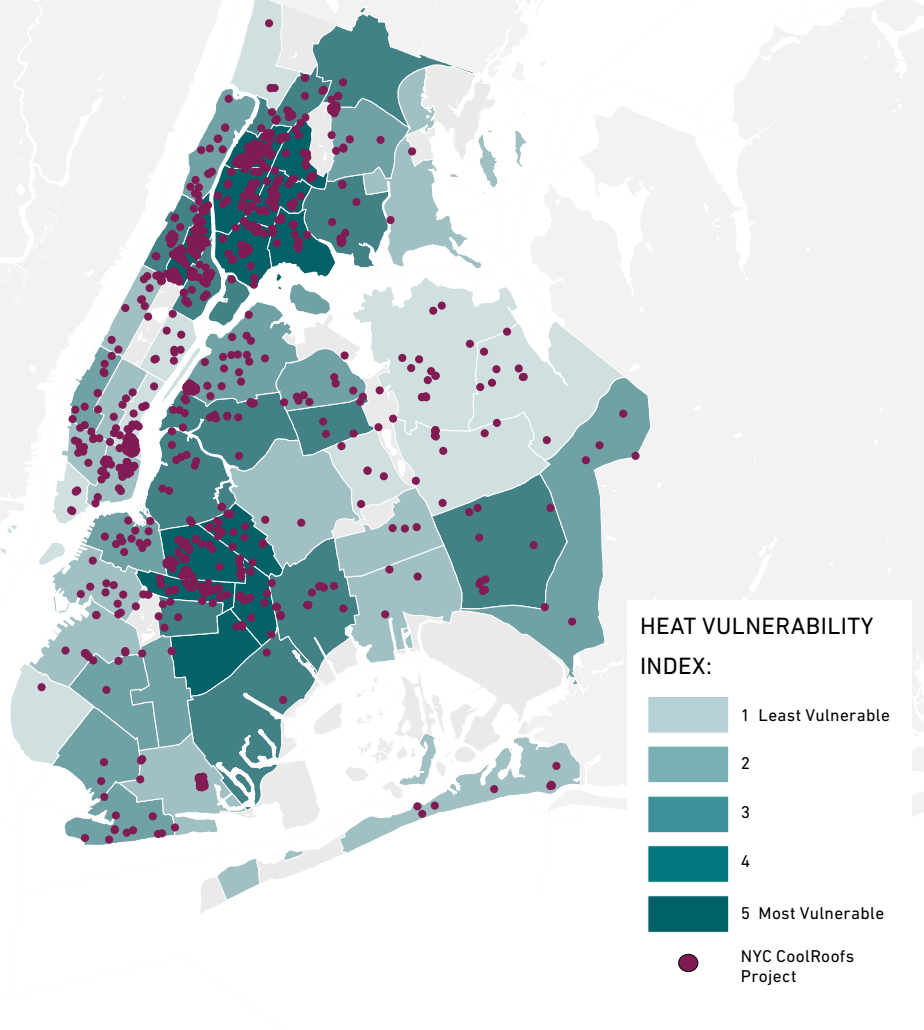 HEAT VULNERABILITY
INDEX:
1 Least Vulnerable
2
3
4
5 Most Vulnerable
NYC CoolRoofs
Project